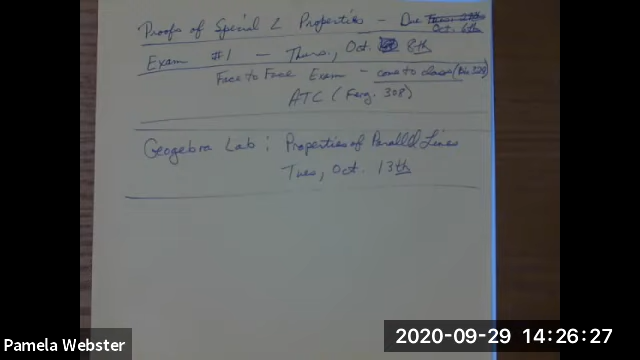 Proofs of Special ∠ Properties – Due Oct. 6th
Exam #1 – Thurs., Oct. 8th
Face to Face Exam – come to class (Bus 328)
ATC (Ferg. 308)
Geogebra Lab : Properties of Parallel Lines
Tues, Oct. 13th
Pamela Webster
2020-09-29 14:26:27